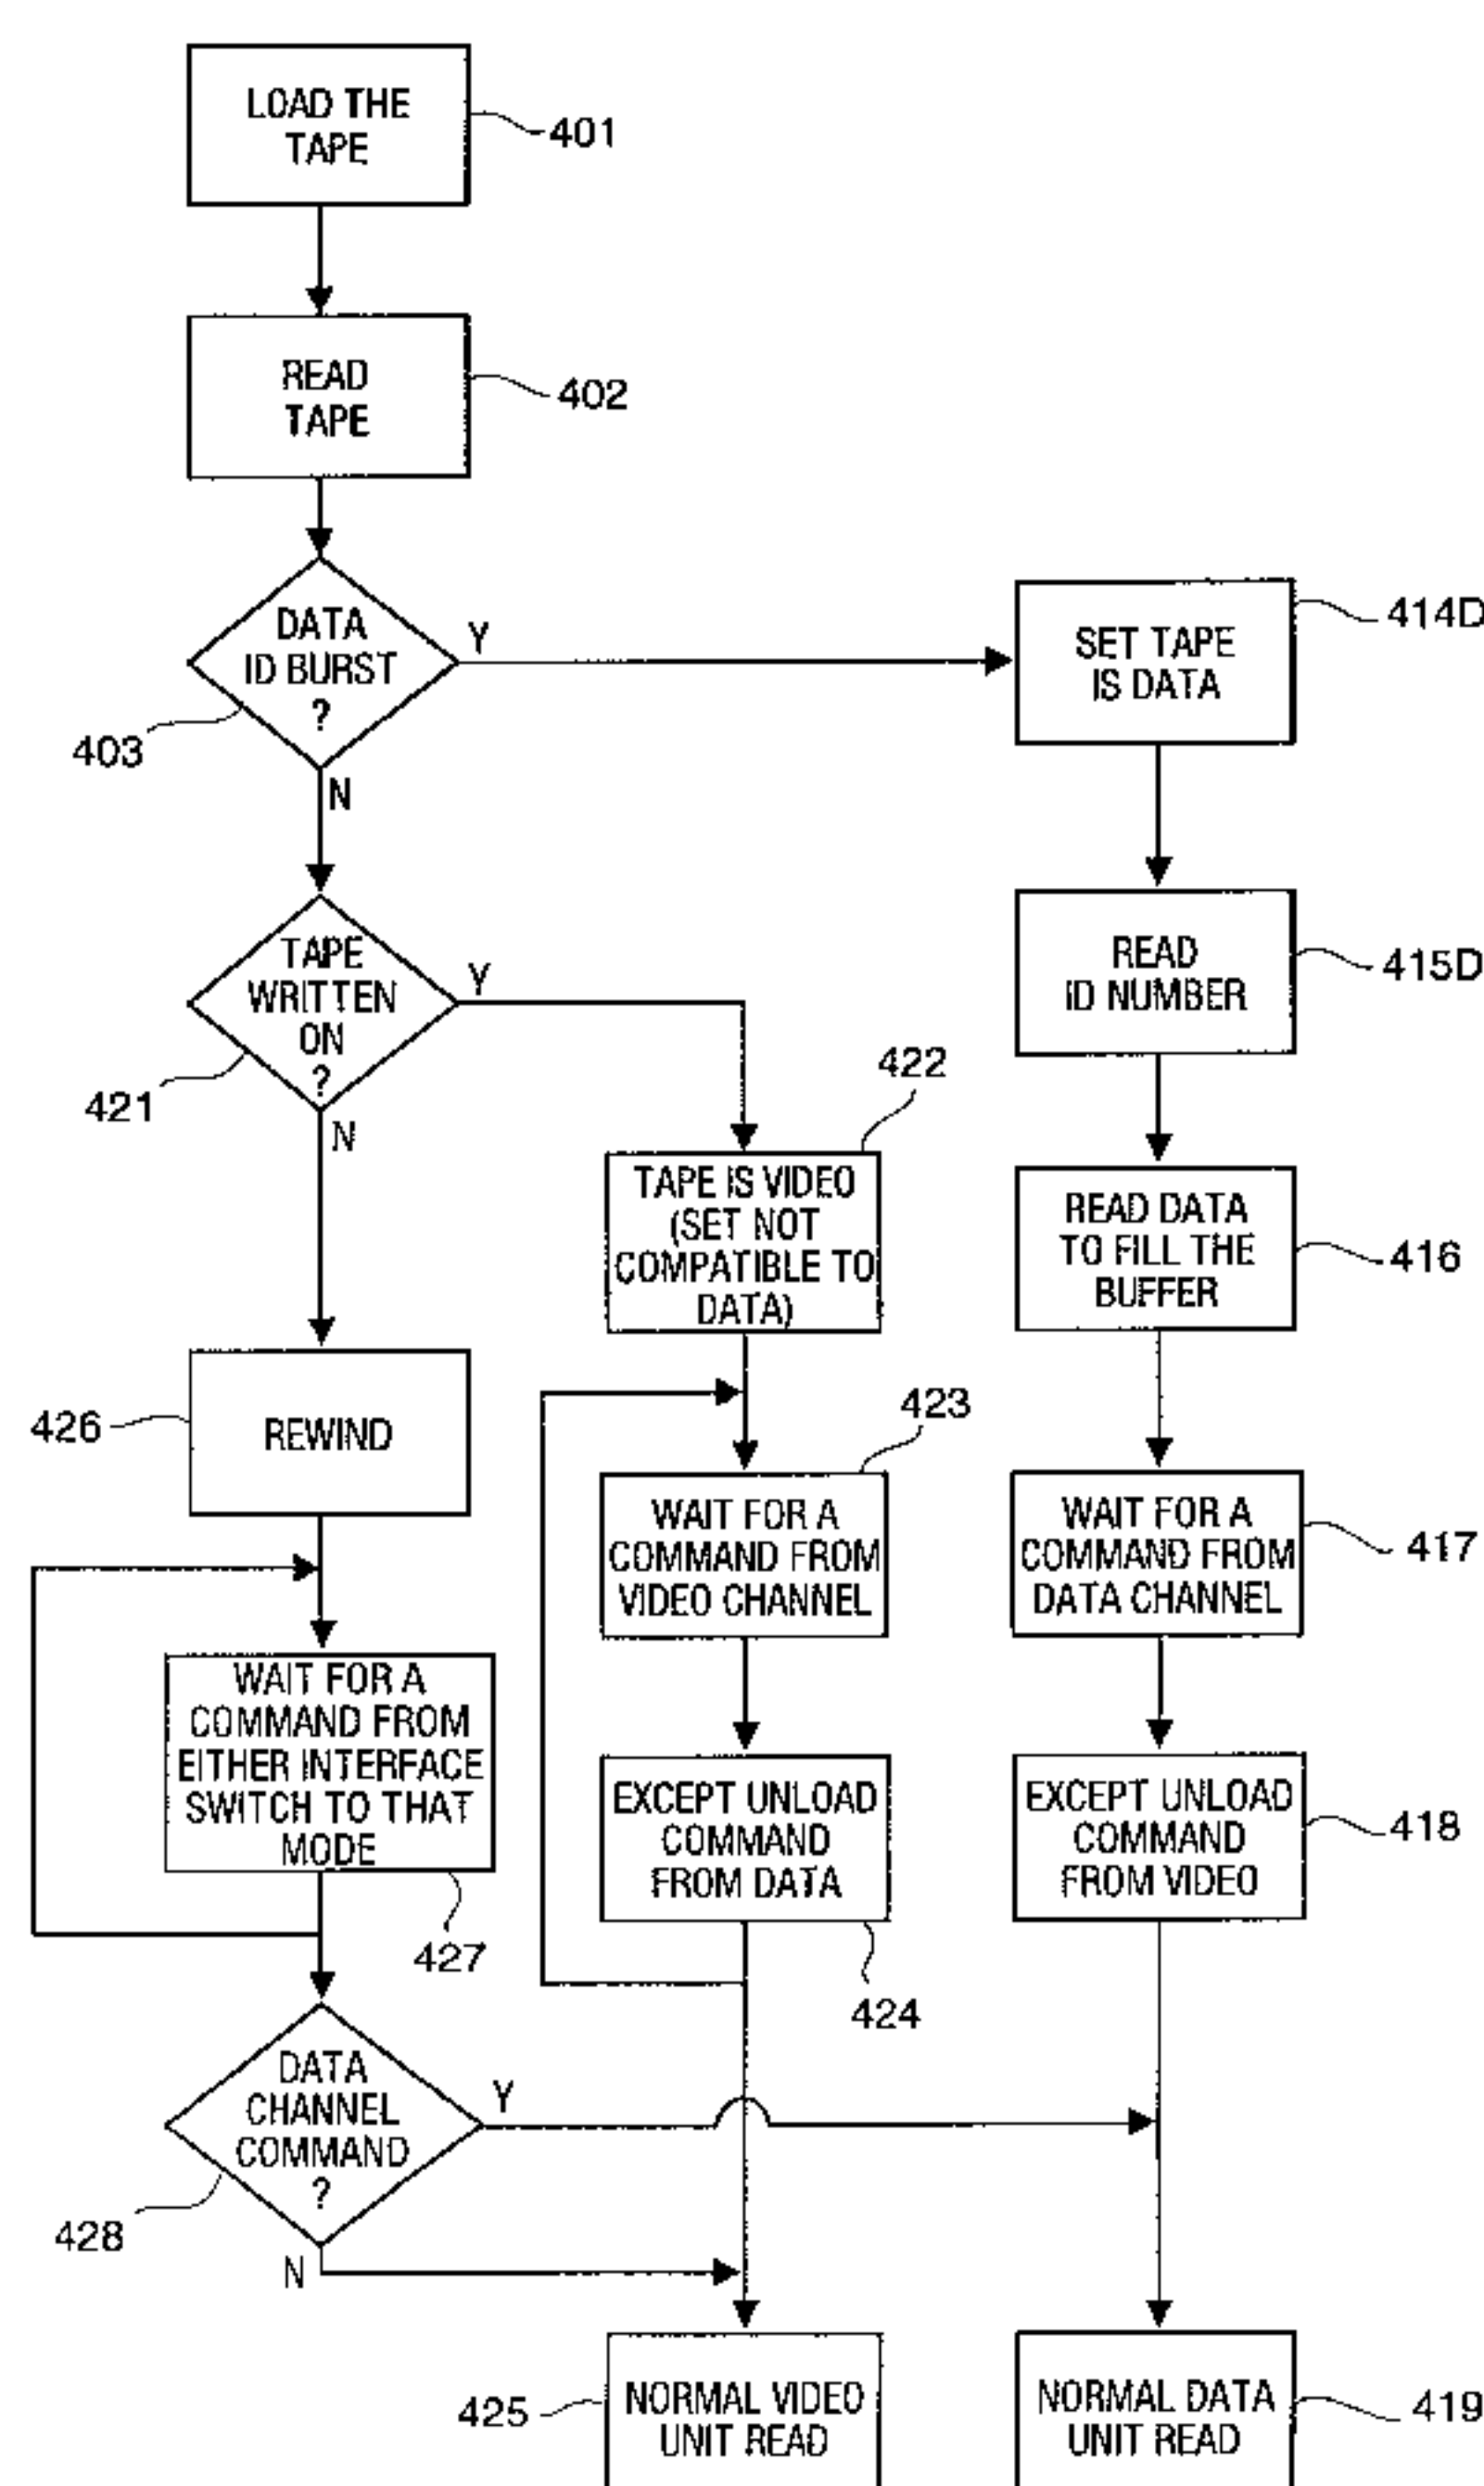 LOAD THE
TAPE
401
READ
TAPE
402
DATA
ID BURST
?
Y
403
N
SET TAPE
IS DATA
414D
TAPE
WRITTEN
ON
?
Y
421
N
READ
ID NUMBER
415D
422
TAPE IS VIDEO
(SET NOT
COMPATIBLE TO
DATA)
READ DATA
TO FILL THE
BUFFER
416
426
REWIND
423
WAIT FOR A
COMMAND FROM
VIDEO CHANNEL
WAIT FOR A
COMMAND FROM
DATA CHANNEL
417
WAIT FOR A
COMMAND FROM
EITHER INTERFACE
SWITCH TO THAT
MODE
427
EXCEPT UNLOAD
COMMAND
FROM DATA
424
EXCEPT UNLOAD
COMMAND
FROM VIDEO
418
DATA
CHANNEL
COMMAND
?
Y
428
N
425
NORMAL VIDEO
UNIT READ
NORMAL DATA
UNIT READ
419